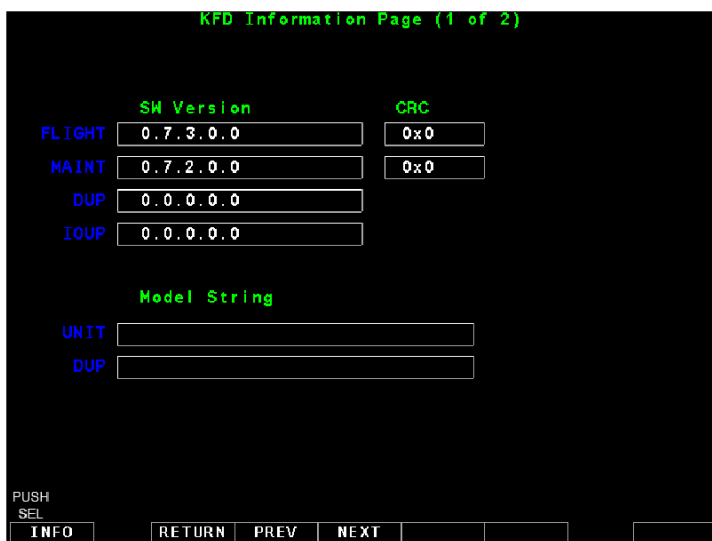 KFD Information Page (1 of 2)
SW Version CRC
FLIGHT 0.7.3.0.0 0x0
MAINT 0.7.2.0.0 0x0
DUP 0.0.0.0.0
IOUP 0.0.0.0.0
Model String
UNIT
DUP
PUSH
SEL
INFO RETURN PREV NEXT